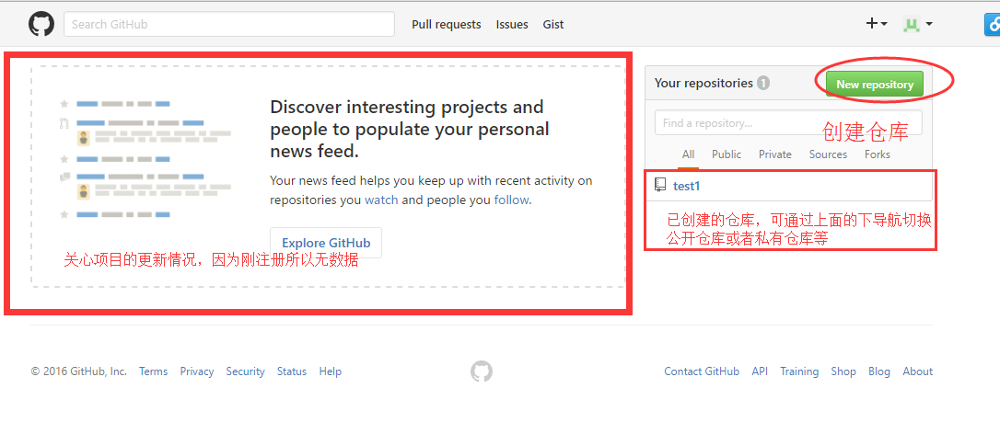 Search GitHub
Pull requests
Issues
Gist
Discover interesting projects and
people to populate your personal
news feed.
Your news feed helps you keep up with recent activity on
repositories you watch and people you follow.
Explore GitHub
关心项目的更新情况，因为刚注册所以无数据
Your repositories 1
New repository
Find a repository...
创建仓库
All
Public
Private
Sources
Forks
test1
已创建的仓库，可通过上面的下导航切换
公开仓库或者私有仓库等
© 2016 GitHub, Inc.
Terms
Privacy
Security
Status
Help
Contact GitHub
API
Training
Shop
Blog
About